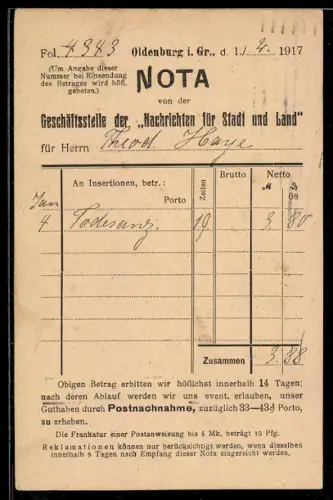 Fol. 4383 Oldenburg i. Gr., d. 1. / 2. 1917
(Um Angabe dieser
Nummer bei Einsendung
des Betrages wird höfl.
gebeten.)
NOTA
von der
Geschäftsstelle der „Nachrichten für Stadt und Land"
für Herrn Theod. Haye
An Insertionen, betr.: Zeilen Brutto Netto
Porto 08
Jan
4 Todesanz. 19 3 80
Zusammen 3.88
Obigen Betrag erbitten wir höflichst innerhalb 14 Tagen;
nach deren Ablauf werden wir uns event. erlauben, unser
Guthaben durch Postnachnahme, zuzüglich 33—43 ₰ Porto,
zu erheben.
Die Frankatur einer Postanweisung bis 5 Mk. beträgt 10 Pfg.
Reklamationen können nur berücksichtigt werden, wenn dieselben
innerhalb 8 Tagen nach Empfang dieser Nota eingereicht werden.